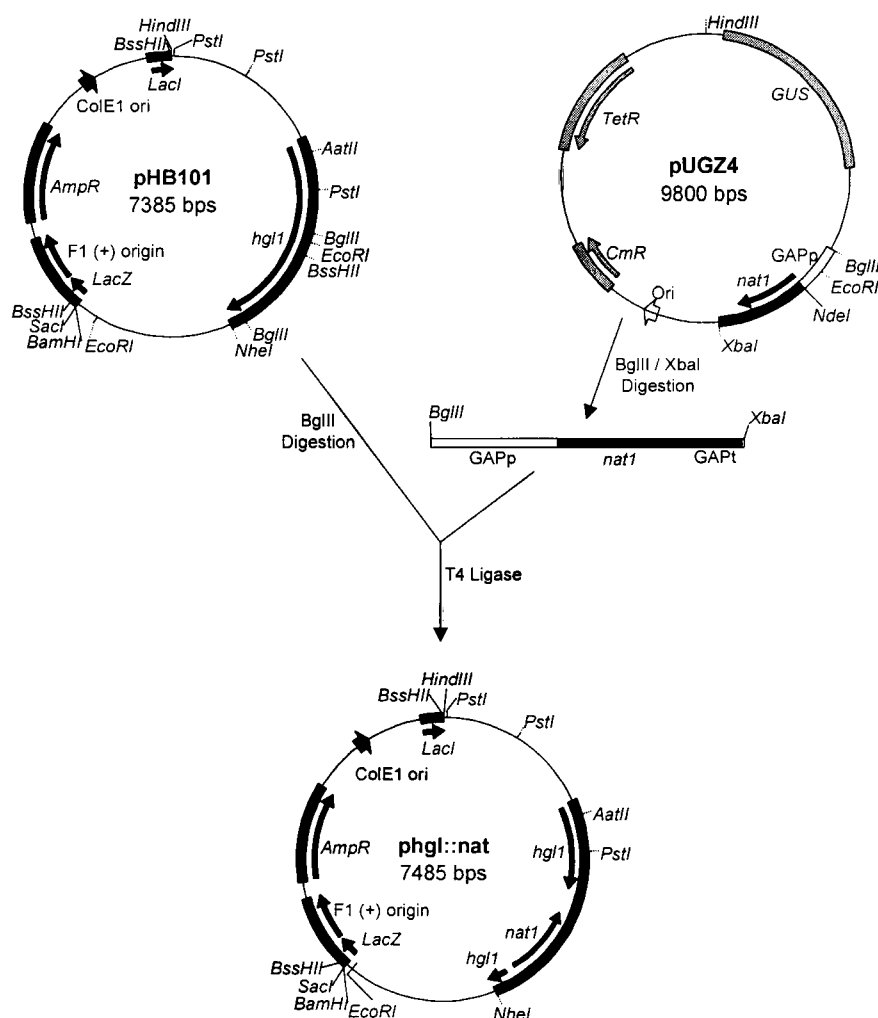 HindIII
BssHII
PstI
PstI
LacI
ColE1 ori
AatII
AmpR
pHB101
7385 bps
PstI
hgl1
BglII
EcoRI
BssHII
F1 (+) origin
LacZ
BssHII
SacI
BamHI
EcoRI
BglII
NheI
HindIII
GUS
TetR
pUGZ4
9800 bps
CmR
GAPp
BglII
EcoRI
nat1
NdeI
Ori
XbaI
BglII / XbaI
Digestion
BglII
Digestion
BglII
XbaI
GAPp
nat1
GAPt
T4 Ligase
HindIII
BssHII
PstI
PstI
LacI
ColE1 ori
AatII
AmpR
phgl::nat
7485 bps
hgl1
PstI
F1 (+) origin
LacZ
nat1
hgl1
BssHII
SacI
BamHI
EcoRI
NheI